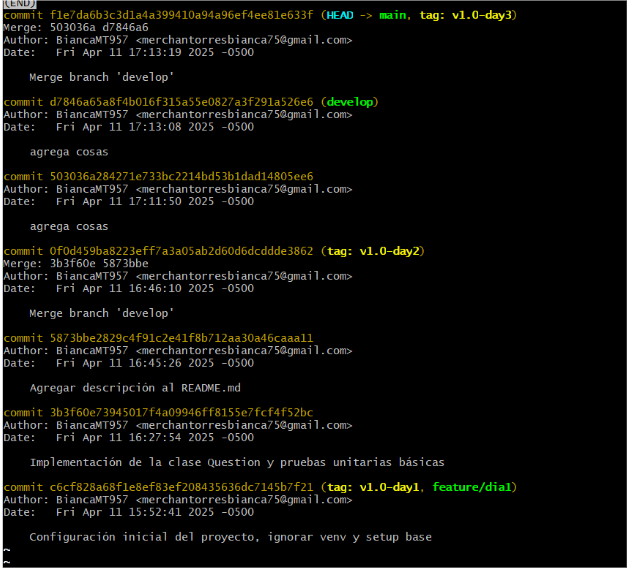 (END)
commit f1e7da6b3c3d1a4a399410a94a96ef4ee81e633f (HEAD -> main, tag: v1.0-day3)
Merge: 503036a d7846a6
Author: BiancaMT957 <merchantorresbianca75@gmail.com>
Date:   Fri Apr 11 17:13:19 2025 -0500
Merge branch 'develop'
commit d7846a65a8f4b016f315a55e0827a3f291a526e6 (develop)
Author: BiancaMT957 <merchantorresbianca75@gmail.com>
Date:   Fri Apr 11 17:13:08 2025 -0500
agrega cosas
commit 503036a284271e733bc2214bd53b1dad14805ee6
Author: BiancaMT957 <merchantorresbianca75@gmail.com>
Date:   Fri Apr 11 17:11:50 2025 -0500
agrega cosas
commit 0f0d459ba8223eff7a3a05ab2d60d6dcddde3862 (tag: v1.0-day2)
Merge: 3b3f60e 5873bbe
Author: BiancaMT957 <merchantorresbianca75@gmail.com>
Date:   Fri Apr 11 16:46:10 2025 -0500
Merge branch 'develop'
commit 5873bbe2829c4f91c2e41f8b712aa30a46caaa11
Author: BiancaMT957 <merchantorresbianca75@gmail.com>
Date:   Fri Apr 11 16:45:26 2025 -0500
Agregar descripción al README.md
commit 3b3f60e73945017f4a09946ff8155e7fcf4f52bc
Author: BiancaMT957 <merchantorresbianca75@gmail.com>
Date:   Fri Apr 11 16:27:54 2025 -0500
Implementación de la clase Question y pruebas unitarias básicas
commit c6cf828a68f1e8ef83ef208435636dc7145b7f21 (tag: v1.0-day1, feature/dia1)
Author: BiancaMT957 <merchantorresbianca75@gmail.com>
Date:   Fri Apr 11 15:52:41 2025 -0500
Configuración inicial del proyecto, ignorar venv y setup base
~
~